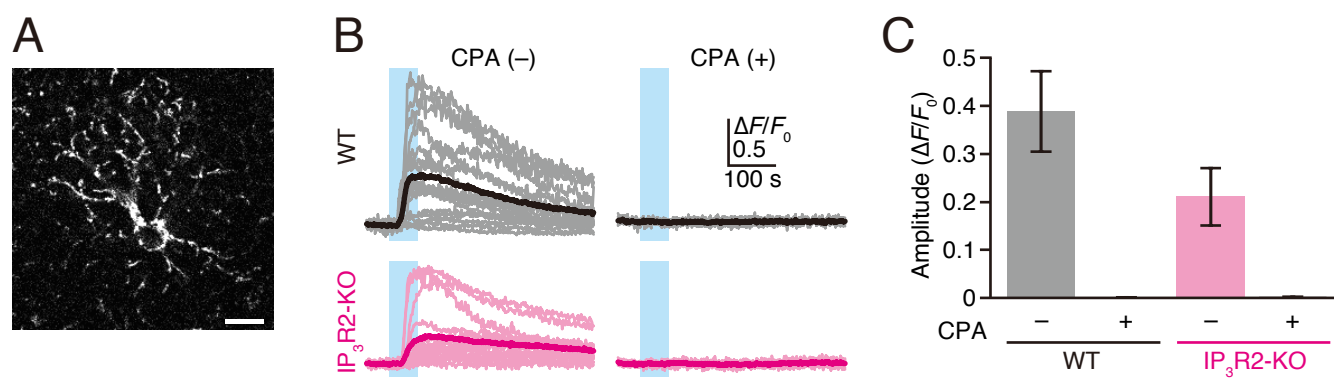 A
B
CPA (–)
CPA (+)
WT
IP₃R2-KO
ΔF/F₀
0.5
100 s
C
Amplitude (ΔF/F₀)
0.5
0.4
0.3
0.2
0.1
0
CPA – + – +
WT IP₃R2-KO